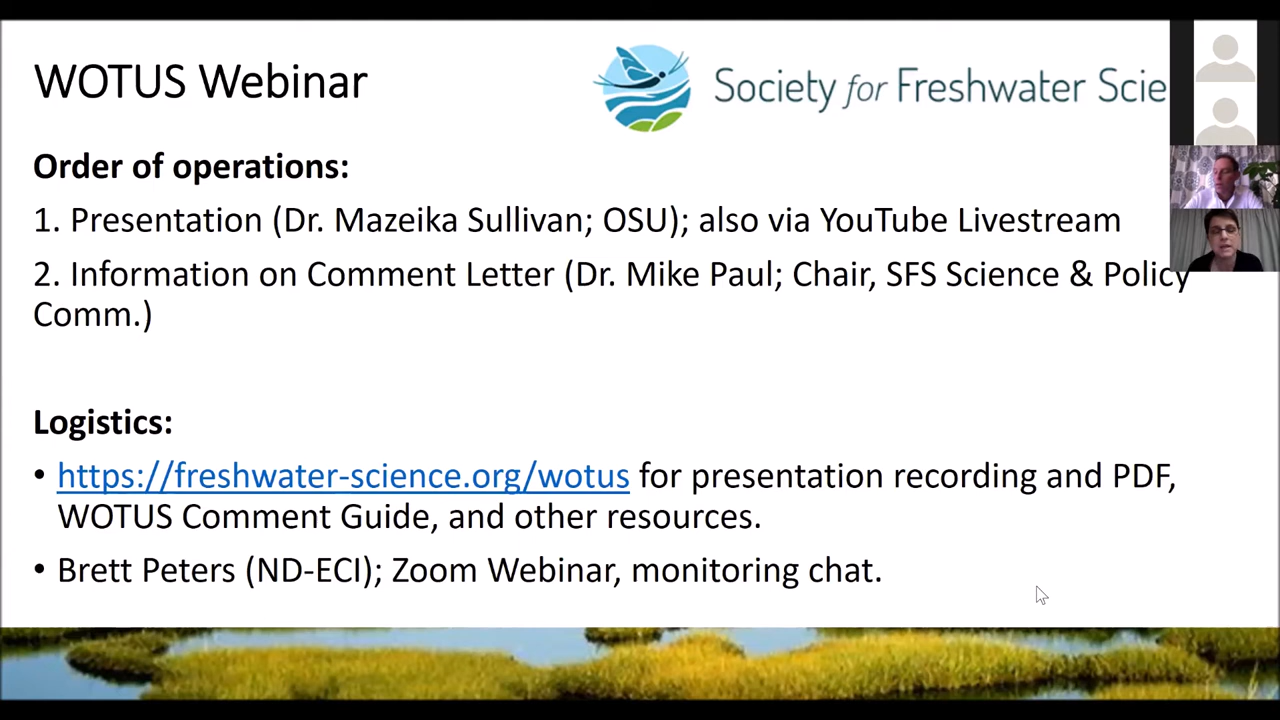 WOTUS Webinar
Society for Freshwater Scie
Order of operations:
1. Presentation (Dr. Mazeika Sullivan; OSU); also via YouTube Livestream
2. Information on Comment Letter (Dr. Mike Paul; Chair, SFS Science & Policy
Comm.)
Logistics:
• https://freshwater-science.org/wotus for presentation recording and PDF,
WOTUS Comment Guide, and other resources.
• Brett Peters (ND-ECI); Zoom Webinar, monitoring chat.